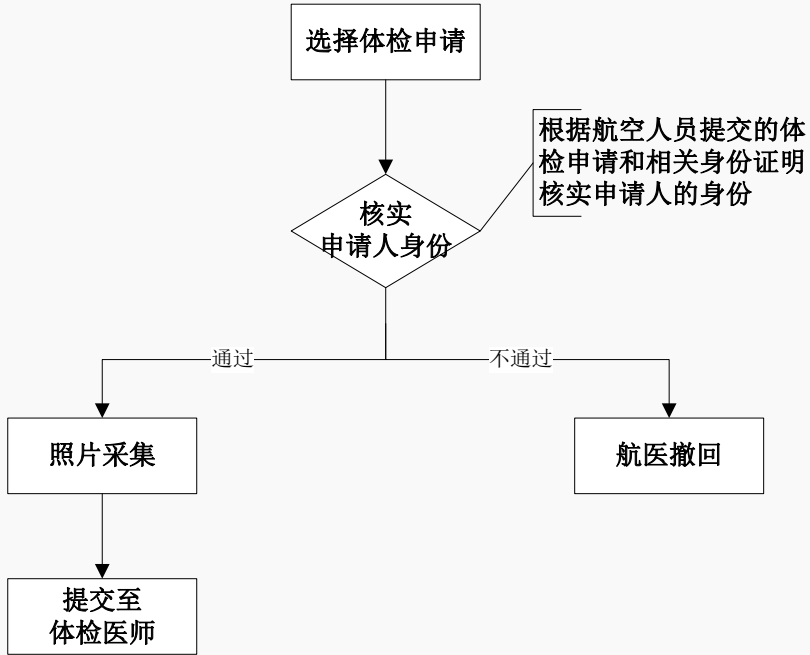 选择体检申请
根据航空人员提交的体
检申请和相关身份证明
核实申请人的身份
核实
申请人身份
通过
不通过
照片采集
航医撤回
提交至
体检医师